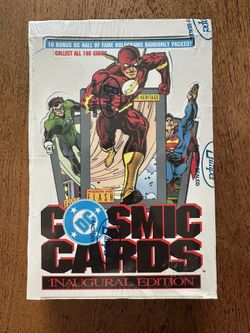 10 BONUS DC HALL OF FAME HOLOGRAMS RANDOMLY PACKED!
COLLECT ALL 180 CARDS
HERITAGE
FLASH
DC
COSMIC
CARDS
INAUGURAL EDITION